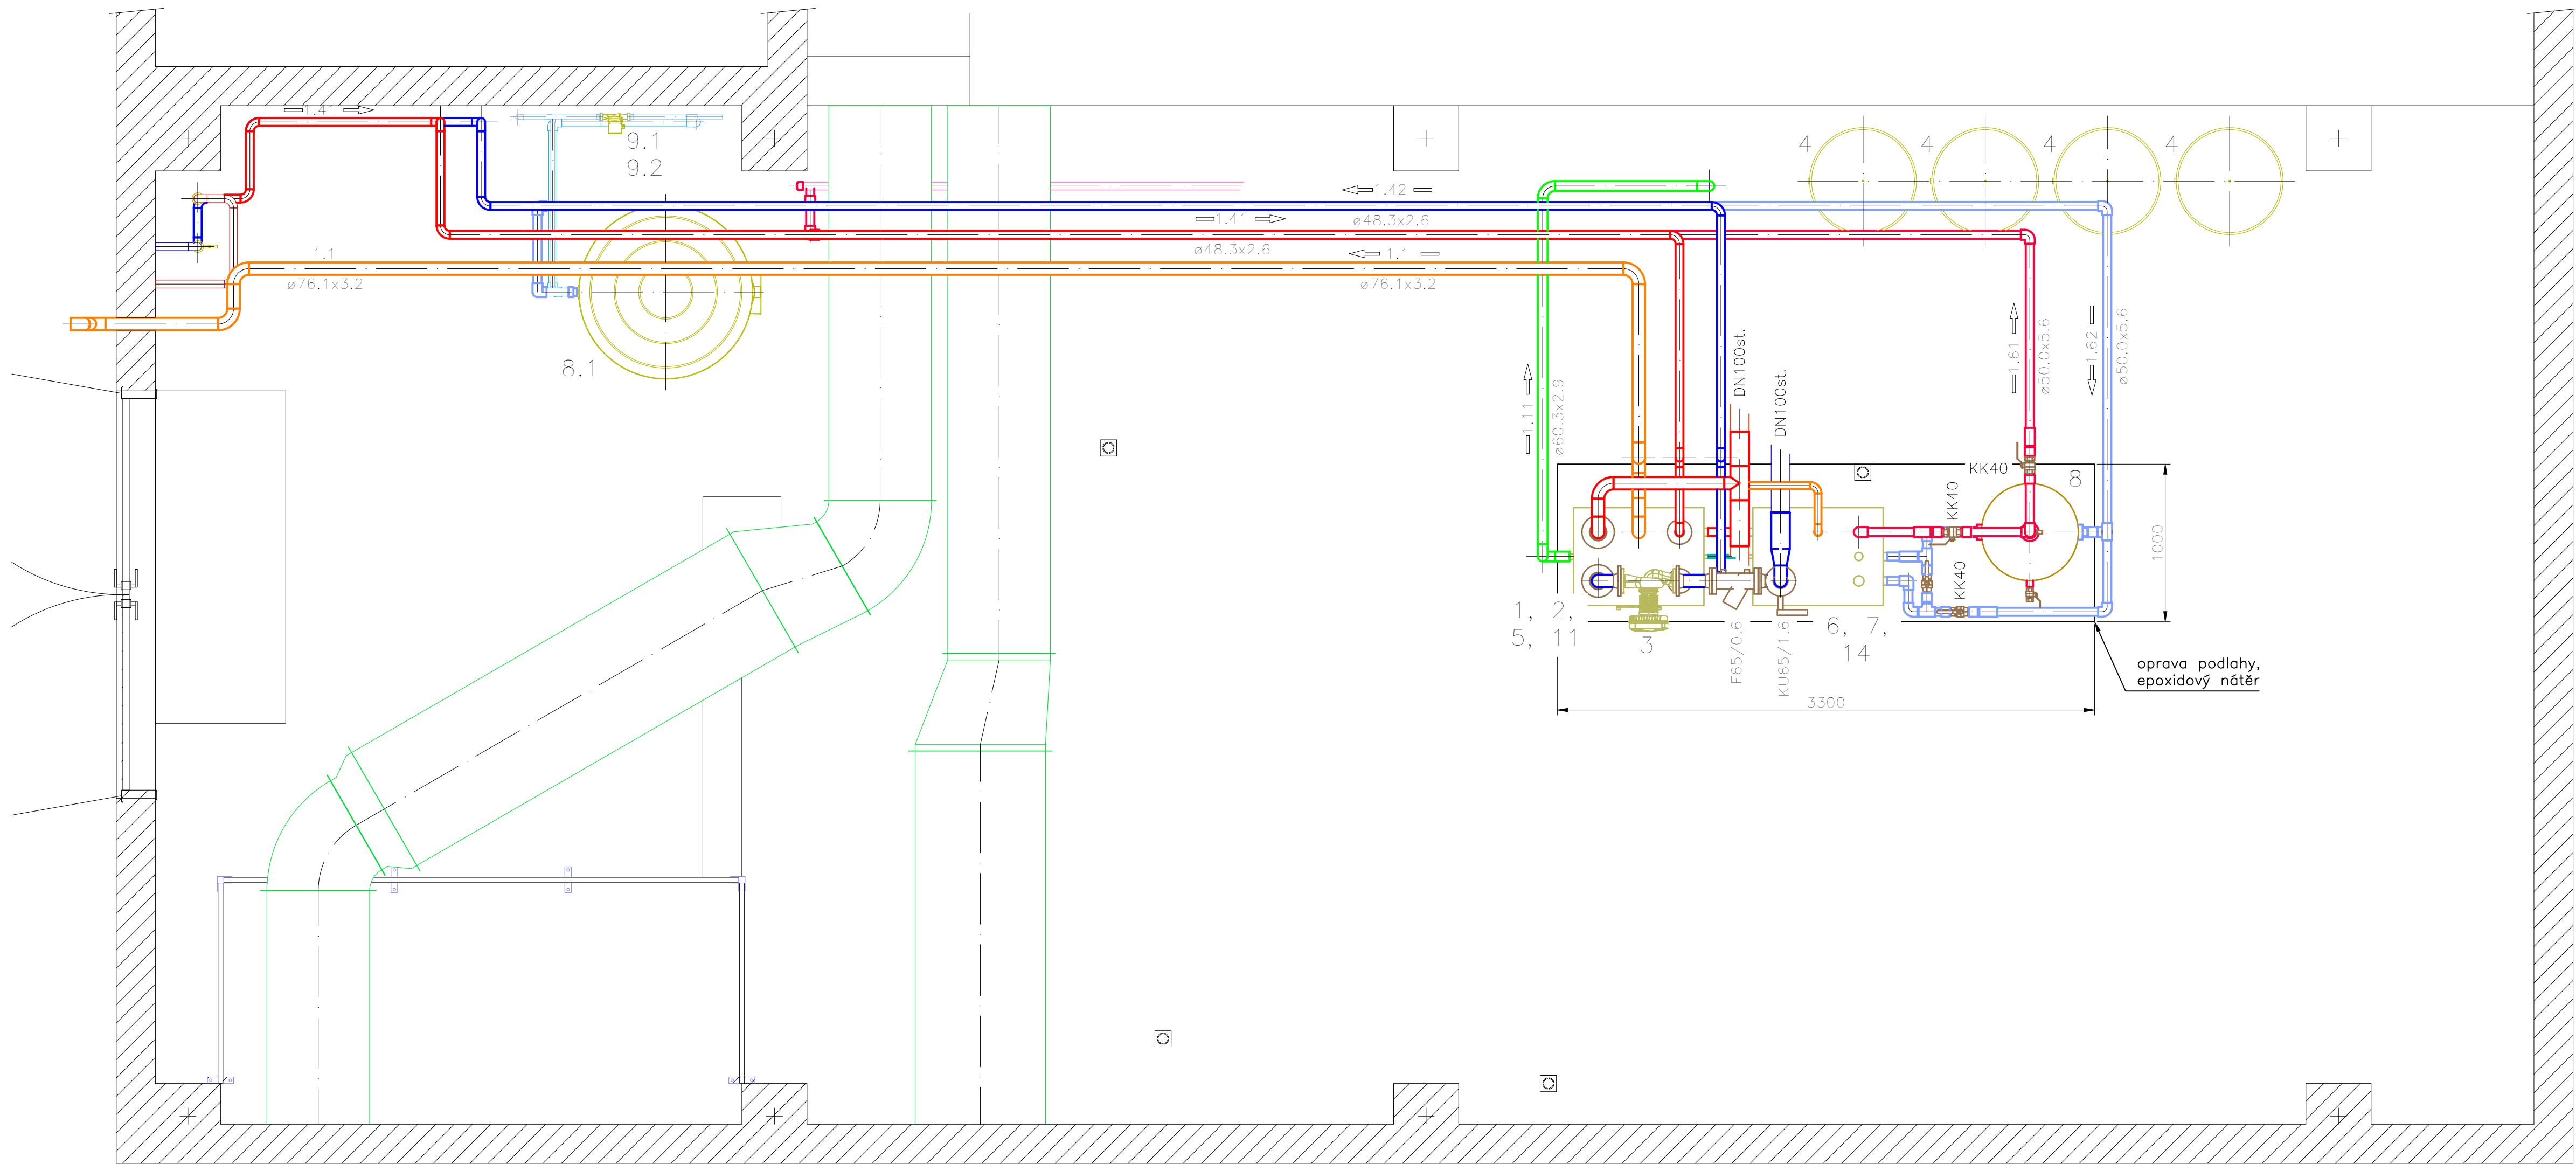 1.41
9.1
9.2
4
4
4
4
1.42
1.41
ø48.3x2.6
ø48.3x2.6
1.1
1.1
ø76.1x3.2
ø76.1x3.2
8.1
1.11
ø60.3x2.9
DN100st.
DN100st.
1.61
ø50.0x5.6
1.62
ø50.0x5.6
KK40
8
KK40
KK40
1000
1, 2,
5, 11
3
F65/0.6
KU65/1.6
6, 7,
14
oprava podlahy,
epoxidový nátěr
3300